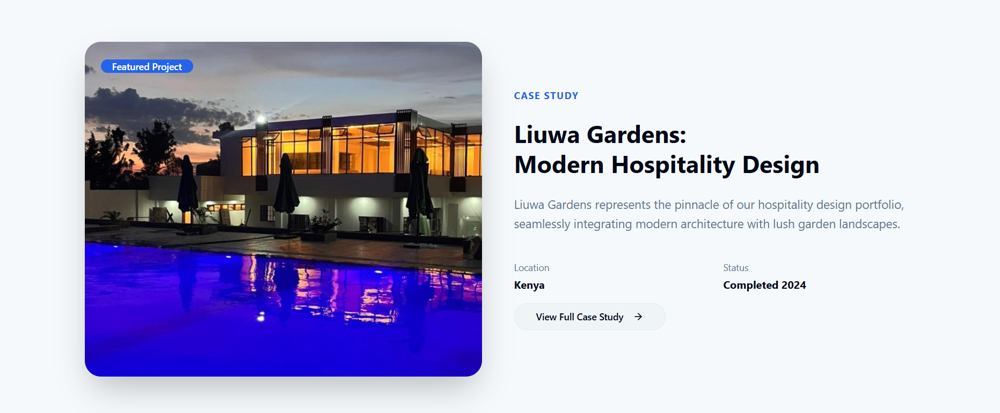 Featured Project
CASE STUDY
Liuwa Gardens:
Modern Hospitality Design
Liuwa Gardens represents the pinnacle of our hospitality design portfolio,
seamlessly integrating modern architecture with lush garden landscapes.
Location
Kenya
Status
Completed 2024
View Full Case Study